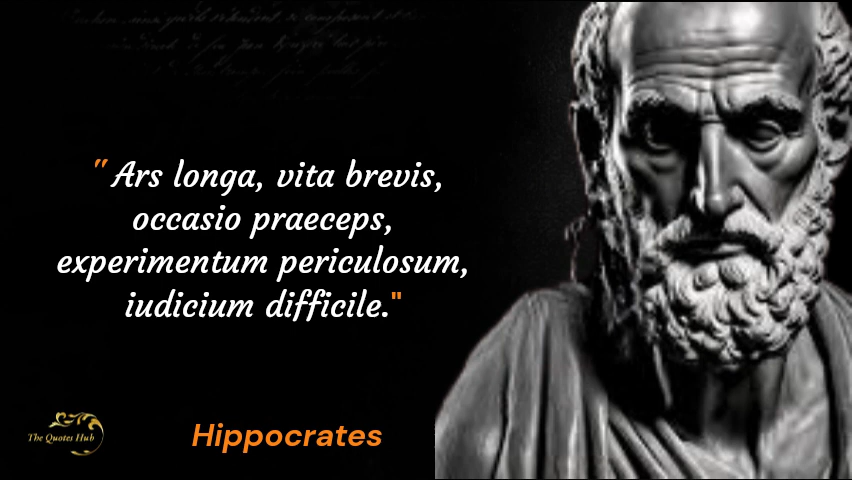 "Ars longa, vita brevis,
occasio praeceps,
experimentum periculosum,
iudicium difficile."
The Quotes Hub
Hippocrates